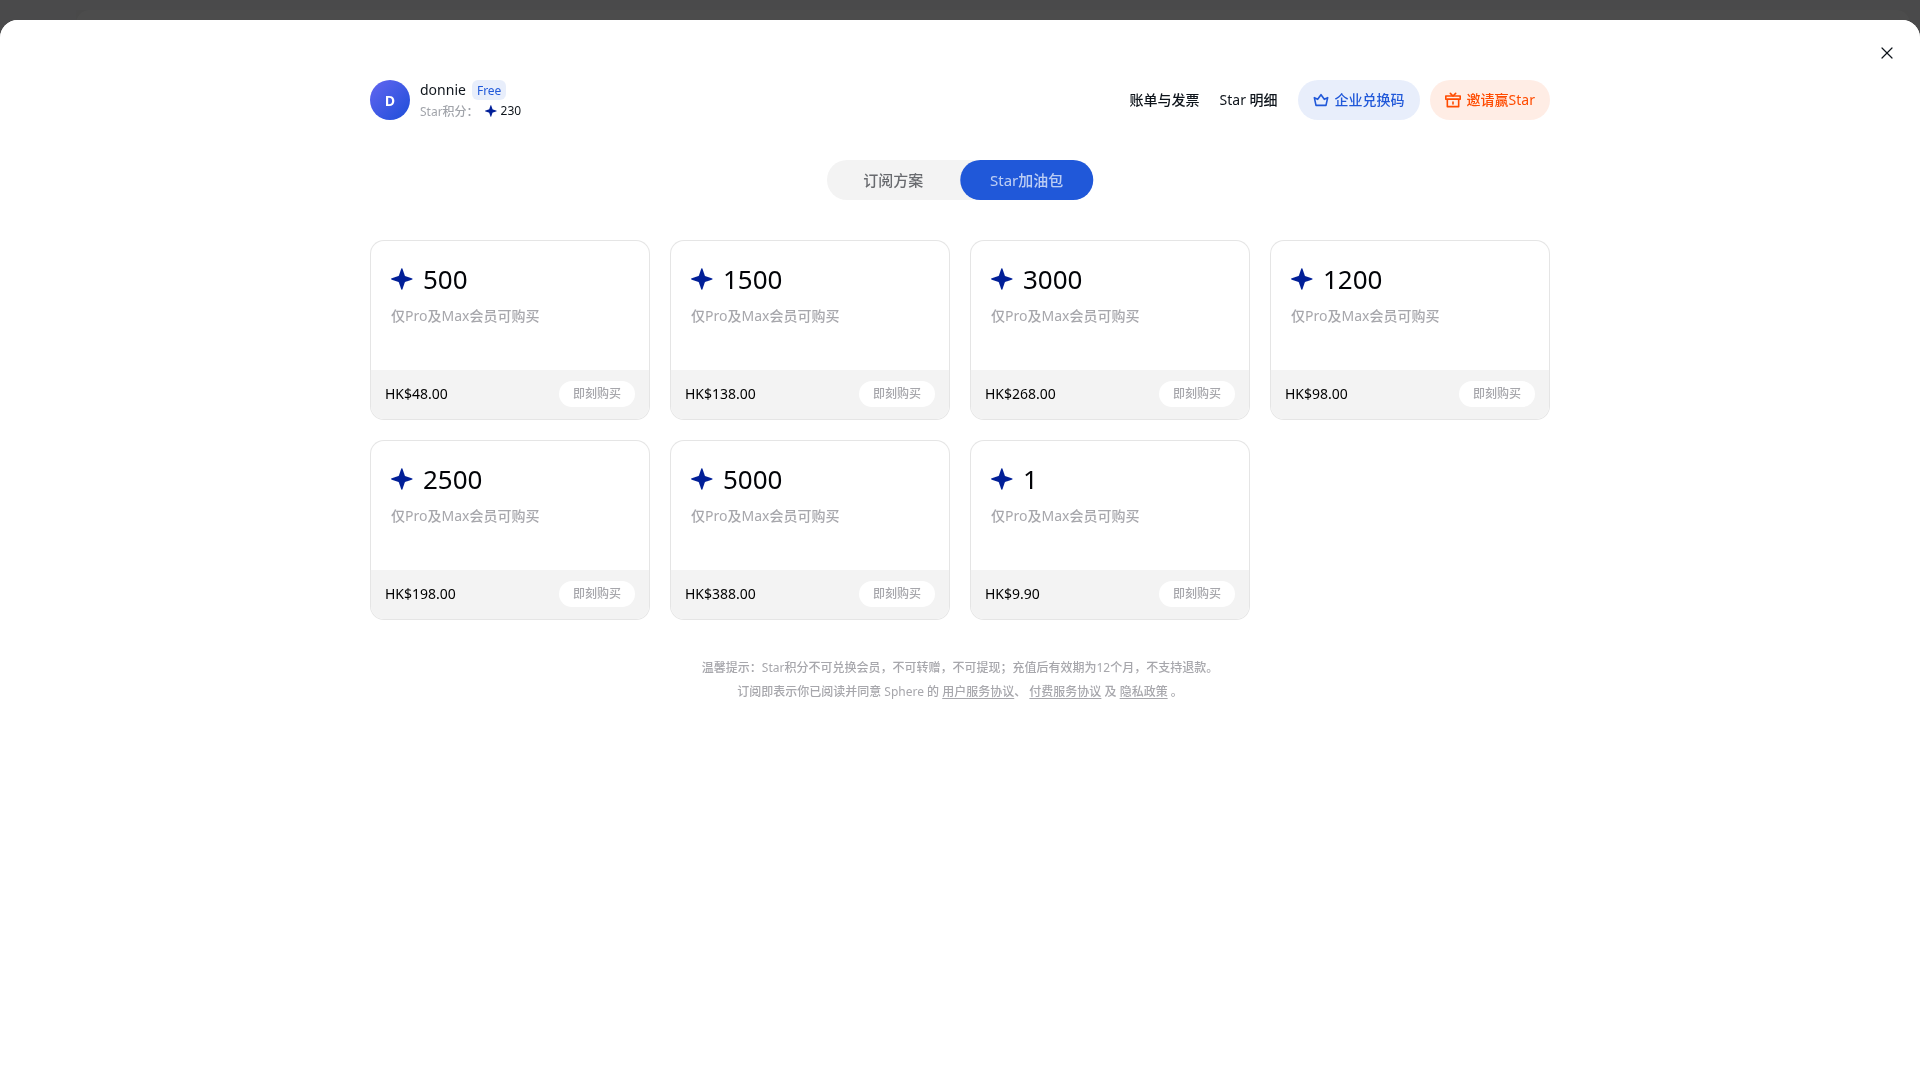 D
donnie Free
Star积分： 230
账单与发票 Star 明细 企业兑换码 邀请赢Star
订阅方案 Star加油包
500
仅Pro及Max会员可购买
HK$48.00 即刻购买
1500
仅Pro及Max会员可购买
HK$138.00 即刻购买
3000
仅Pro及Max会员可购买
HK$268.00 即刻购买
1200
仅Pro及Max会员可购买
HK$98.00 即刻购买
2500
仅Pro及Max会员可购买
HK$198.00 即刻购买
5000
仅Pro及Max会员可购买
HK$388.00 即刻购买
1
仅Pro及Max会员可购买
HK$9.90 即刻购买
温馨提示：Star积分不可兑换会员，不可转赠，不可提现；充值后有效期为12个月，不支持退款。
订阅即表示你已阅读并同意 Sphere 的 用户服务协议、 付费服务协议 及 隐私政策 。